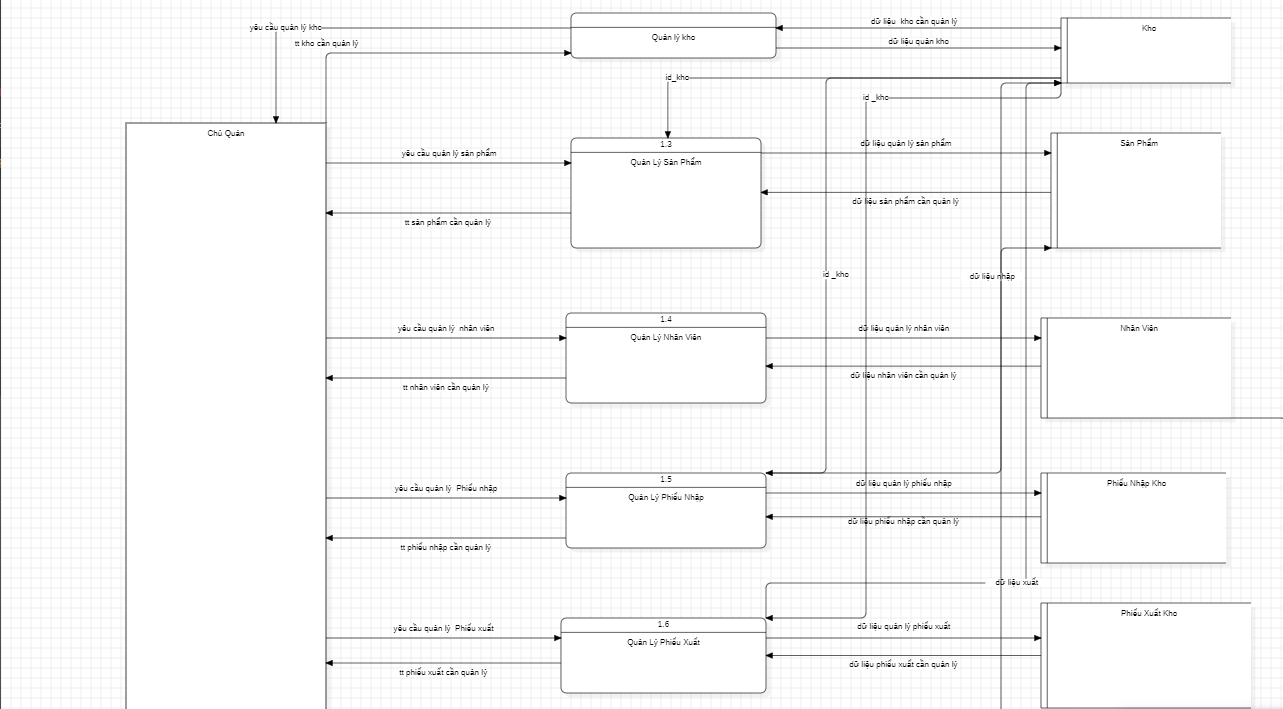 yêu cầu quản lý kho
tt kho cần quản lý
Quản lý kho
dữ liệu kho cần quản lý
dữ liệu quản kho
Kho
id_kho
id _kho
Chủ Quán
yêu cầu quản lý sản phẩm
tt sản phẩm cần quản lý
1.3
Quản Lý Sản Phẩm
dữ liệu quản lý sản phẩm
dữ liệu sản phẩm cần quản lý
Sản Phẩm
id _kho
dữ liệu nhập
yêu cầu quản lý nhân viên
tt nhân viên cần quản lý
1.4
Quản Lý Nhân Viên
dữ liệu quản lý nhân viên
dữ liệu nhân viên cần quản lý
Nhân Viên
yêu cầu quản lý Phiếu nhập
tt phiếu nhập cần quản lý
1.5
Quản Lý Phiếu Nhập
dữ liệu quản lý phiếu nhập
dữ liệu phiếu nhập cần quản lý
Phiếu Nhập Kho
dữ liệu xuất
yêu cầu quản lý Phiếu xuất
tt phiếu xuất cần quản lý
1.6
Quản Lý Phiếu Xuất
dữ liệu quản lý phiếu xuất
dữ liệu phiếu xuất cần quản lý
Phiếu Xuất Kho